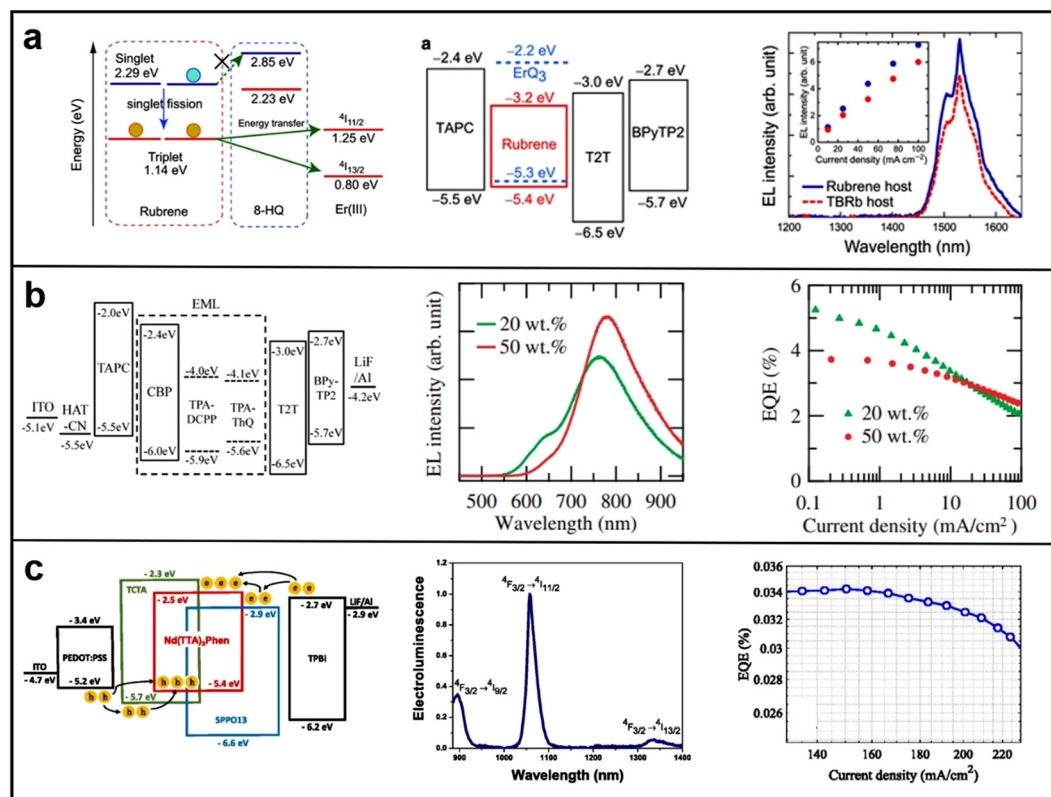 a
Energy (eV)
Singlet
2.29 eV
singlet fission
Triplet
1.14 eV
Rubrene
2.85 eV
2.23 eV
Energy transfer
8-HQ
⁴I₁₁/₂
1.25 eV
⁴I₁₃/₂
0.80 eV
Er(III)
a
−2.4 eV
TAPC
−5.5 eV
−2.2 eV
ErQ₃
−3.2 eV
Rubrene
−5.3 eV
−5.4 eV
−3.0 eV
T2T
−6.5 eV
−2.7 eV
BPyTP2
−5.7 eV
EL intensity (arb. unit)
EL intensity (arb. unit)
6
4
2
0
0 20 40 60 80 100
Current density (mA cm⁻²)
Rubrene host
TBRb host
1200 1300 1400 1500 1600
Wavelength (nm)
b
EML
ITO
-5.1eV
HAT
-CN
-5.5eV
-2.0eV
TAPC
-5.5eV
-2.4eV
CBP
-6.0eV
-4.0eV
TPA-
DCPP
-5.9eV
-4.1eV
TPA-
ThQ
-5.6eV
-3.0eV
T2T
-6.5eV
-2.7eV
BPy-
TP2
-5.7eV
LiF
/Al
-4.2eV
EL intensity (arb. unit)
20 wt.%
50 wt.%
500 600 700 800 900
Wavelength (nm)
EQE (%)
6
4
2
0
20 wt.%
50 wt.%
0.1 1 10 100
Current density (mA/cm²)
c
ITO
- 4.7 eV
- 3.4 eV
PEDOT:PSS
- 5.2 eV
h h
h h
- 2.3 eV
TCTA
- 5.7 eV
- 2.5 eV
Nd(TTA)₃Phen
h h h
- 5.4 eV
e e e
e e
e e
- 2.9 eV
SPPO13
- 6.6 eV
- 2.7 eV
TPBi
- 6.2 eV
LiF/Al
- 2.9 eV
Electroluminescence
1.2
1.0
0.8
0.6
0.4
0.2
0.0
⁴F₃/₂→⁴I₉/₂
⁴F₃/₂→⁴I₁₁/₂
⁴F₃/₂→⁴I₁₃/₂
900 1000 1100 1200 1300 1400
Wavelength (nm)
EQE (%)
0.036
0.034
0.03
0.026
0.024
140 160 180 200 220
Current density (mA/cm²)